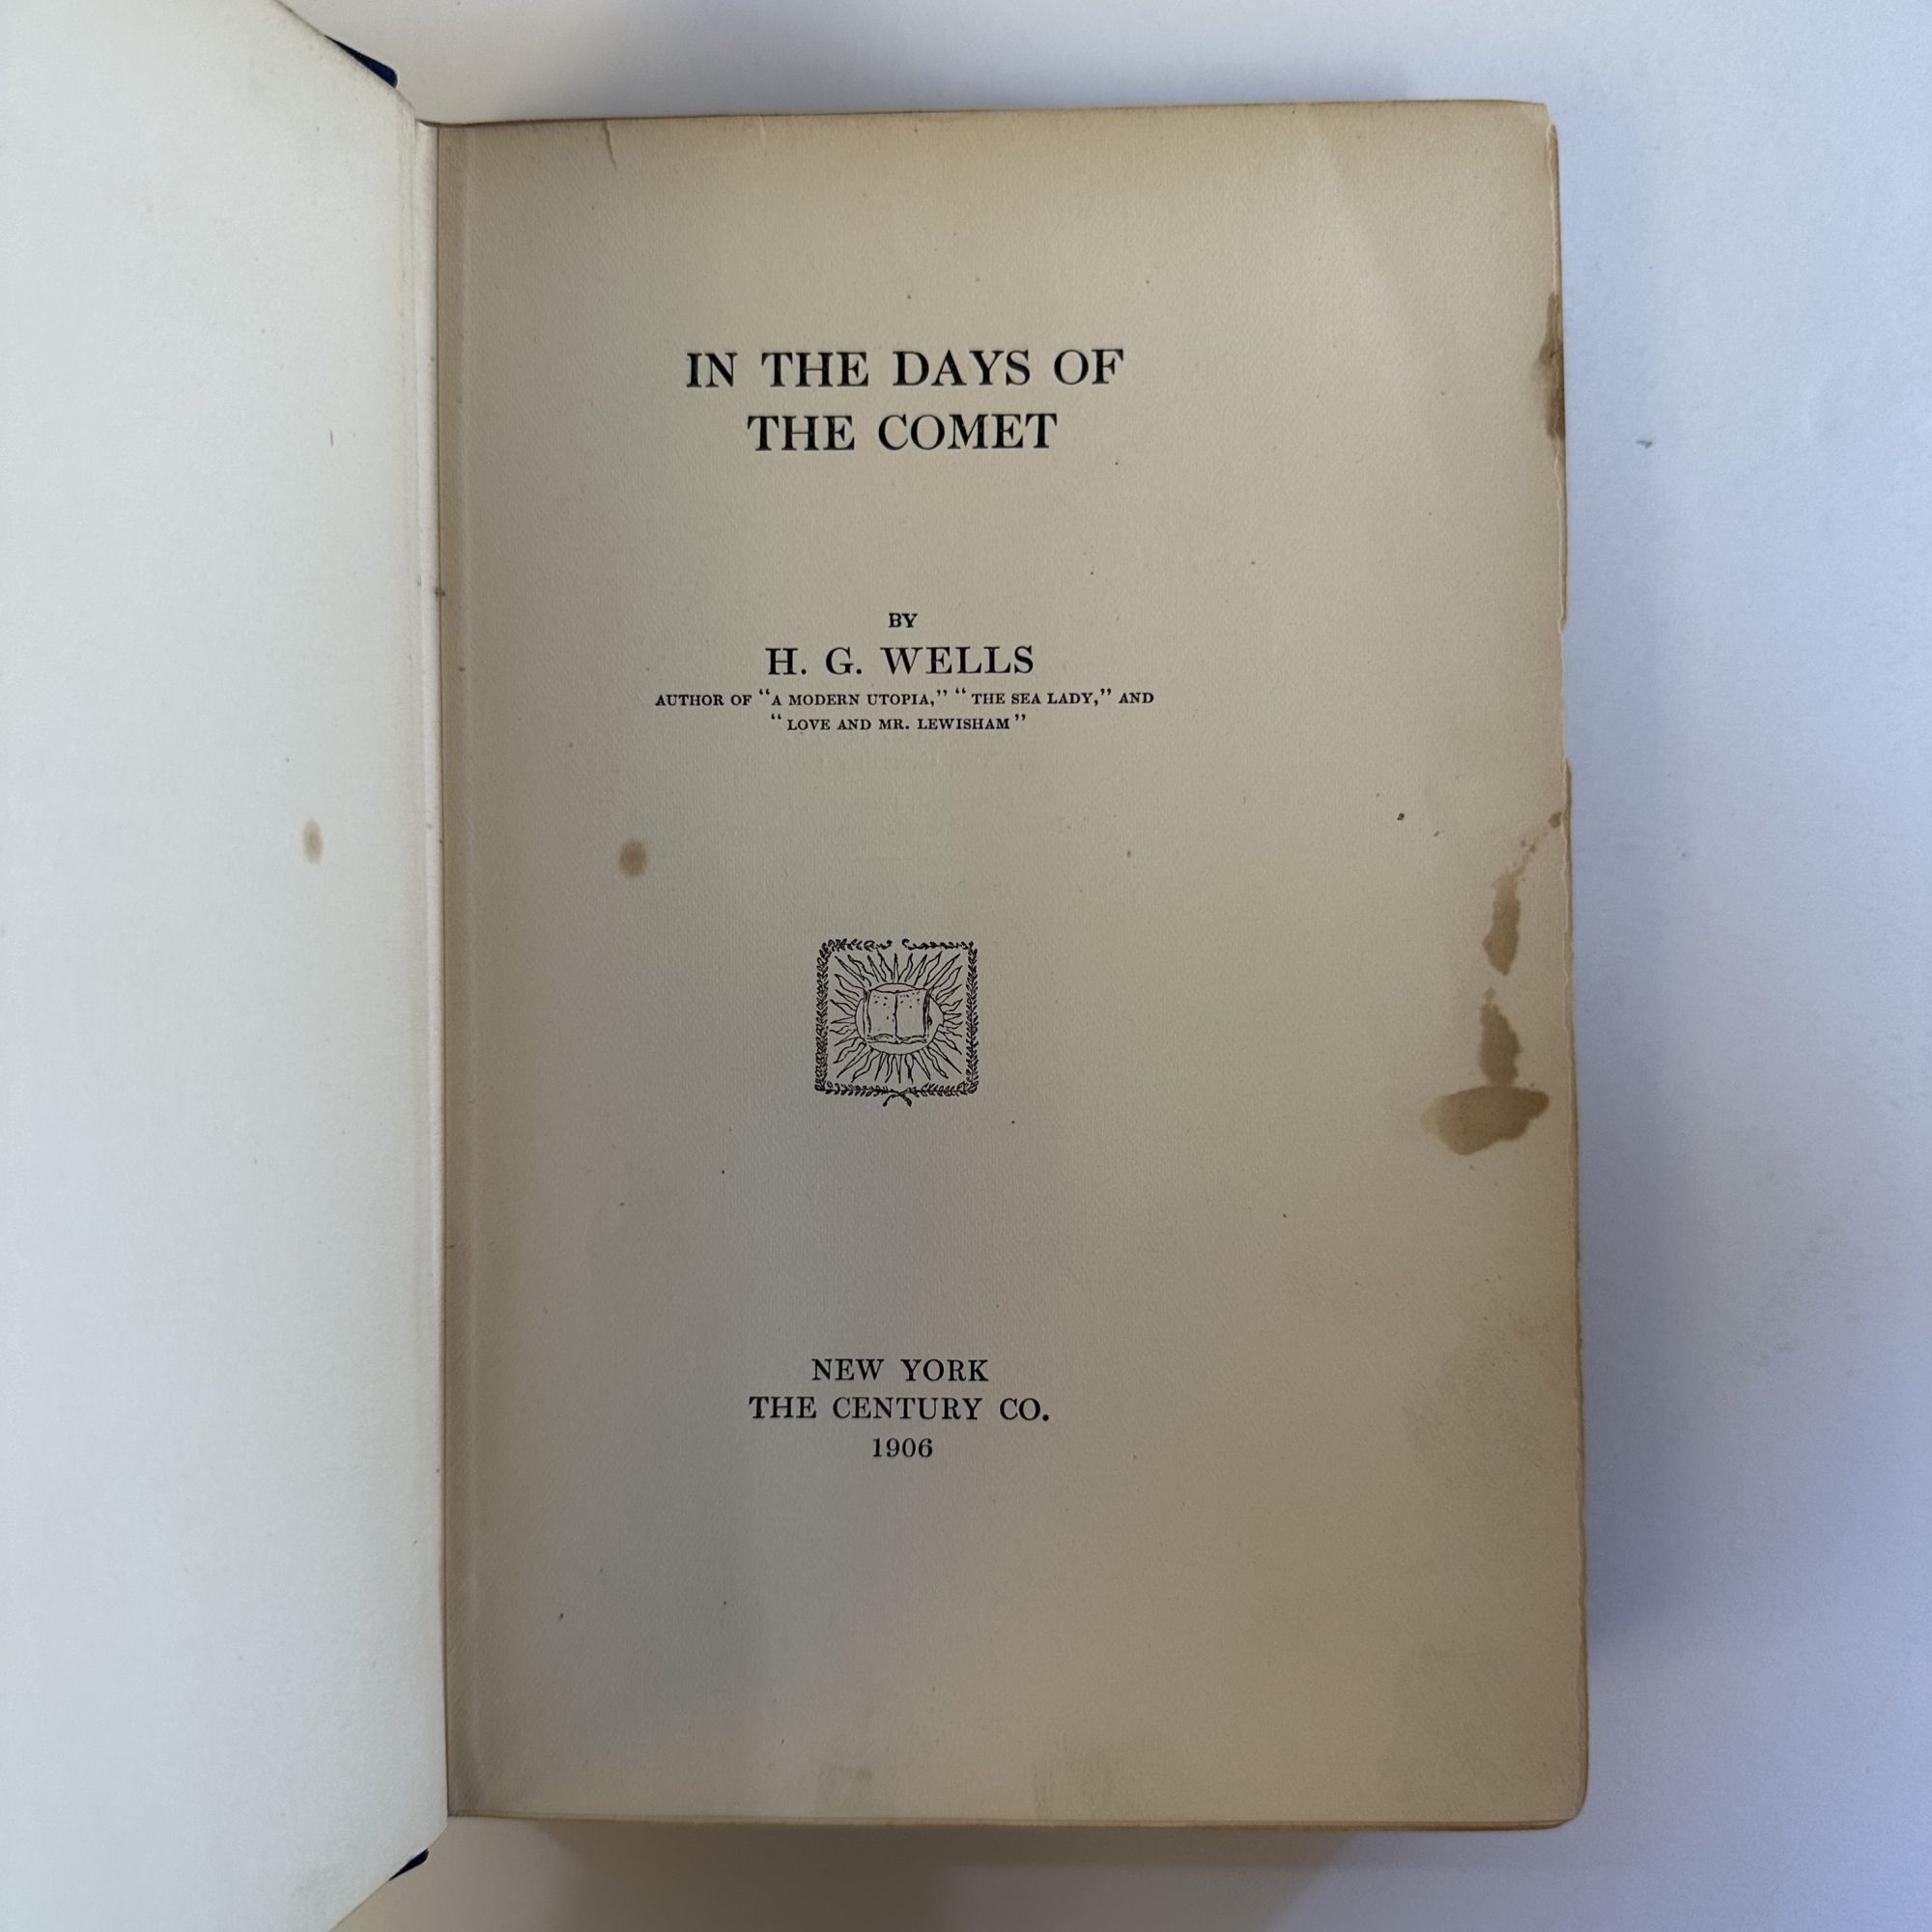 IN THE DAYS OF
THE COMET
BY
H. G. WELLS
AUTHOR OF “A MODERN UTOPIA,” “THE SEA LADY,” AND
“LOVE AND MR. LEWISHAM”
NEW YORK
THE CENTURY CO.
1906